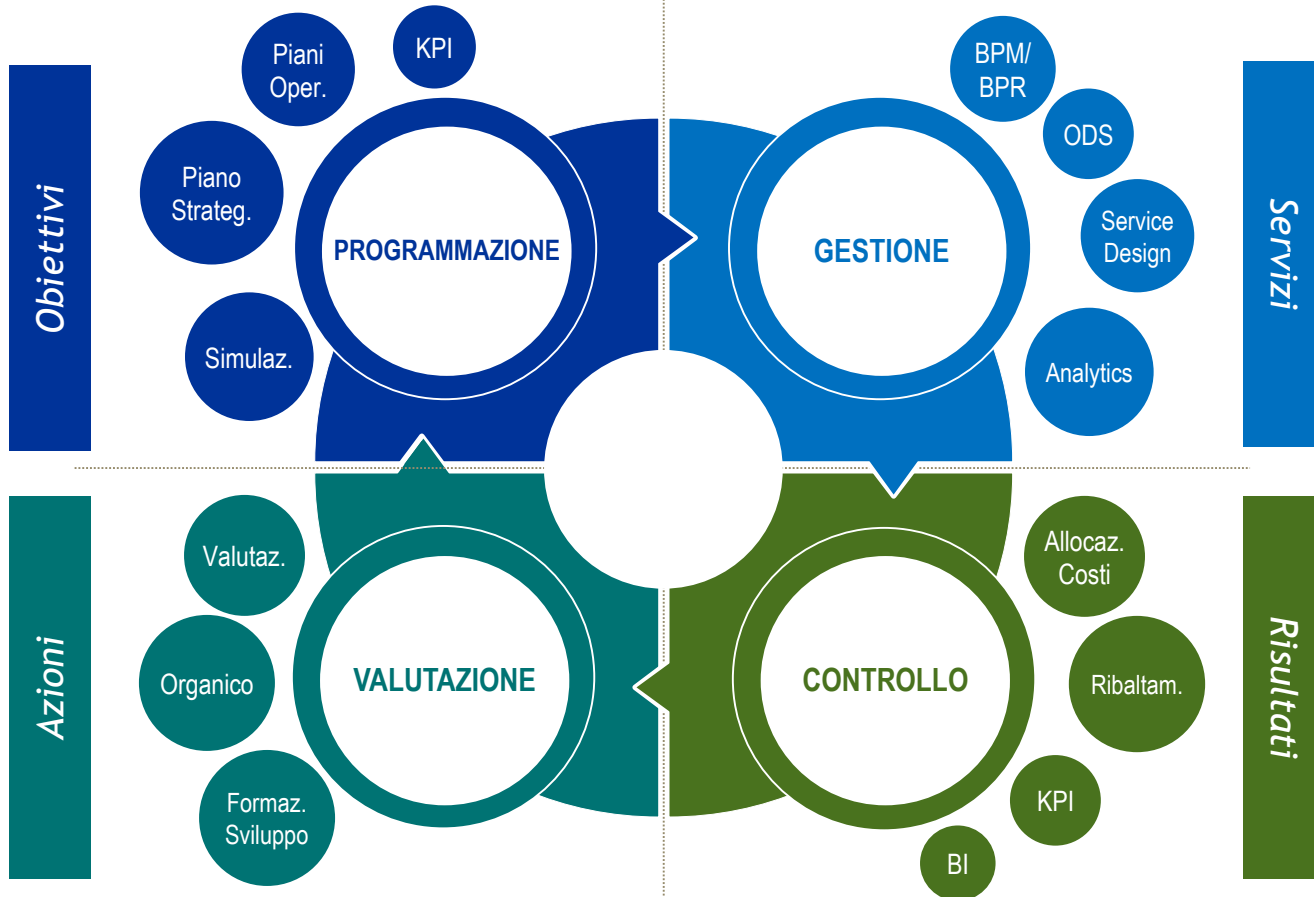 Obiettivi
KPI
Piani
Oper.
Piano
Strateg.
Simulaz.
PROGRAMMAZIONE
BPM/
BPR
ODS
Service
Design
Analytics
GESTIONE
Servizi
Azioni
Valutaz.
Organico
Formaz.
Sviluppo
VALUTAZIONE
CONTROLLO
Allocaz.
Costi
Ribaltam.
KPI
BI
Risultati